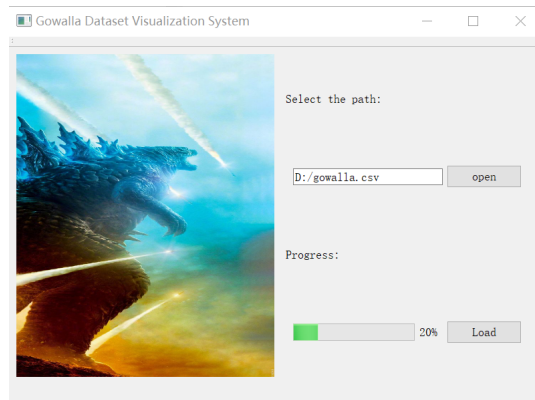 Gowalla Dataset Visualization System
Select the path:
D:/gowalla.csv
open
Progress:
20%
Load